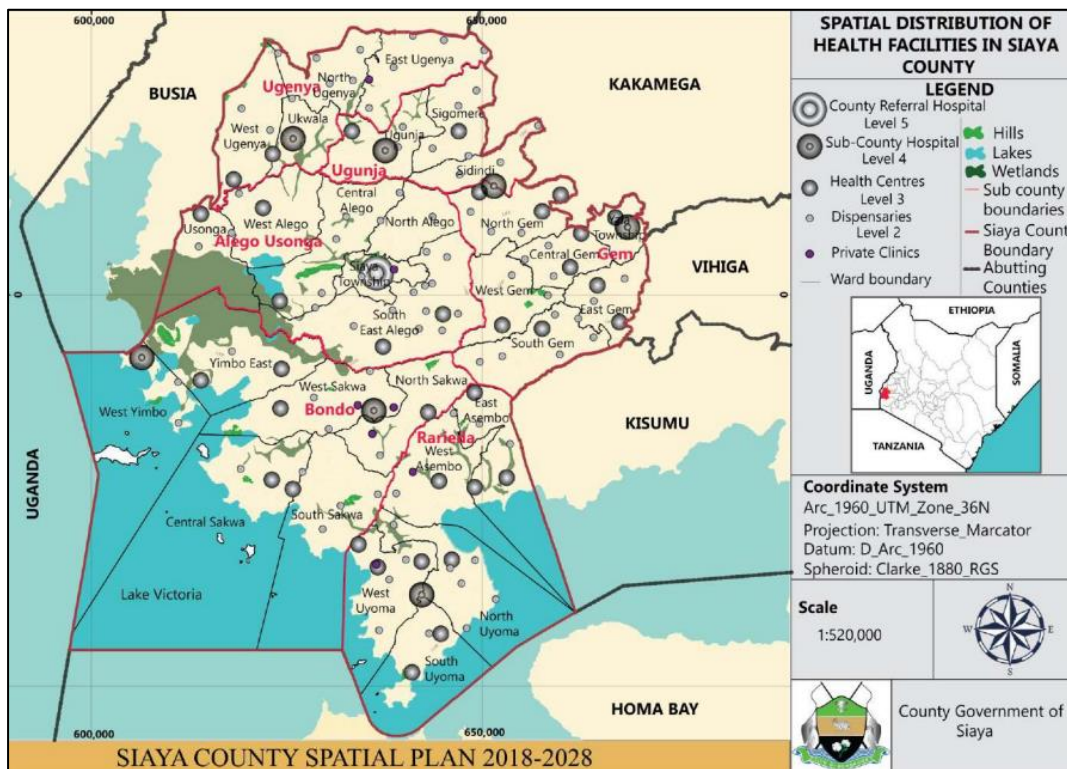 600,000
650,000
SPATIAL DISTRIBUTION OF
HEALTH FACILITIES IN SIAYA
COUNTY
LEGEND
County Referral Hospital
Level 5
Sub-County Hospital
Level 4
Health Centres
Level 3
Dispensaries
Level 2
Private Clinics
Ward boundary
Hills
Lakes
Wetlands
Sub county
boundaries
Siaya Count
Boundary
Abutting
Counties
BUSIA
KAKAMEGA
VIHIGA
KISUMU
HOMA BAY
UGANDA
East Ugenya
North
Ugenya
Ugenya
Ukwala
West
Ugenya
Sigomere
Ugunja
Ugunja
Sidindi
Central
Alego
West Alego
North Alego
Usonga
Alego Usonga
Siaya
Township
South
East Alego
North Gem
Yala
Township
Central Gem
Gem
West Gem
East Gem
South Gem
0
0
Yimbo East
West Yimbo
West Sakwa
North Sakwa
Bondo
East
Asembo
Rarieda
West
Asembo
Central Sakwa
South Sakwa
Lake Victoria
West
Uyoma
North
Uyoma
South
Uyoma
600,000
650,000
ETHIOPIA
UGANDA
SOMALIA
TANZANIA
Coordinate System
Arc_1960_UTM_Zone_36N
Projection: Transverse_Marcator
Datum: D_Arc_1960
Spheroid: Clarke_1880_RGS
Scale
1:520,000
N
W
E
S
County Government of
Siaya
SIAYA COUNTY SPATIAL PLAN 2018-2028